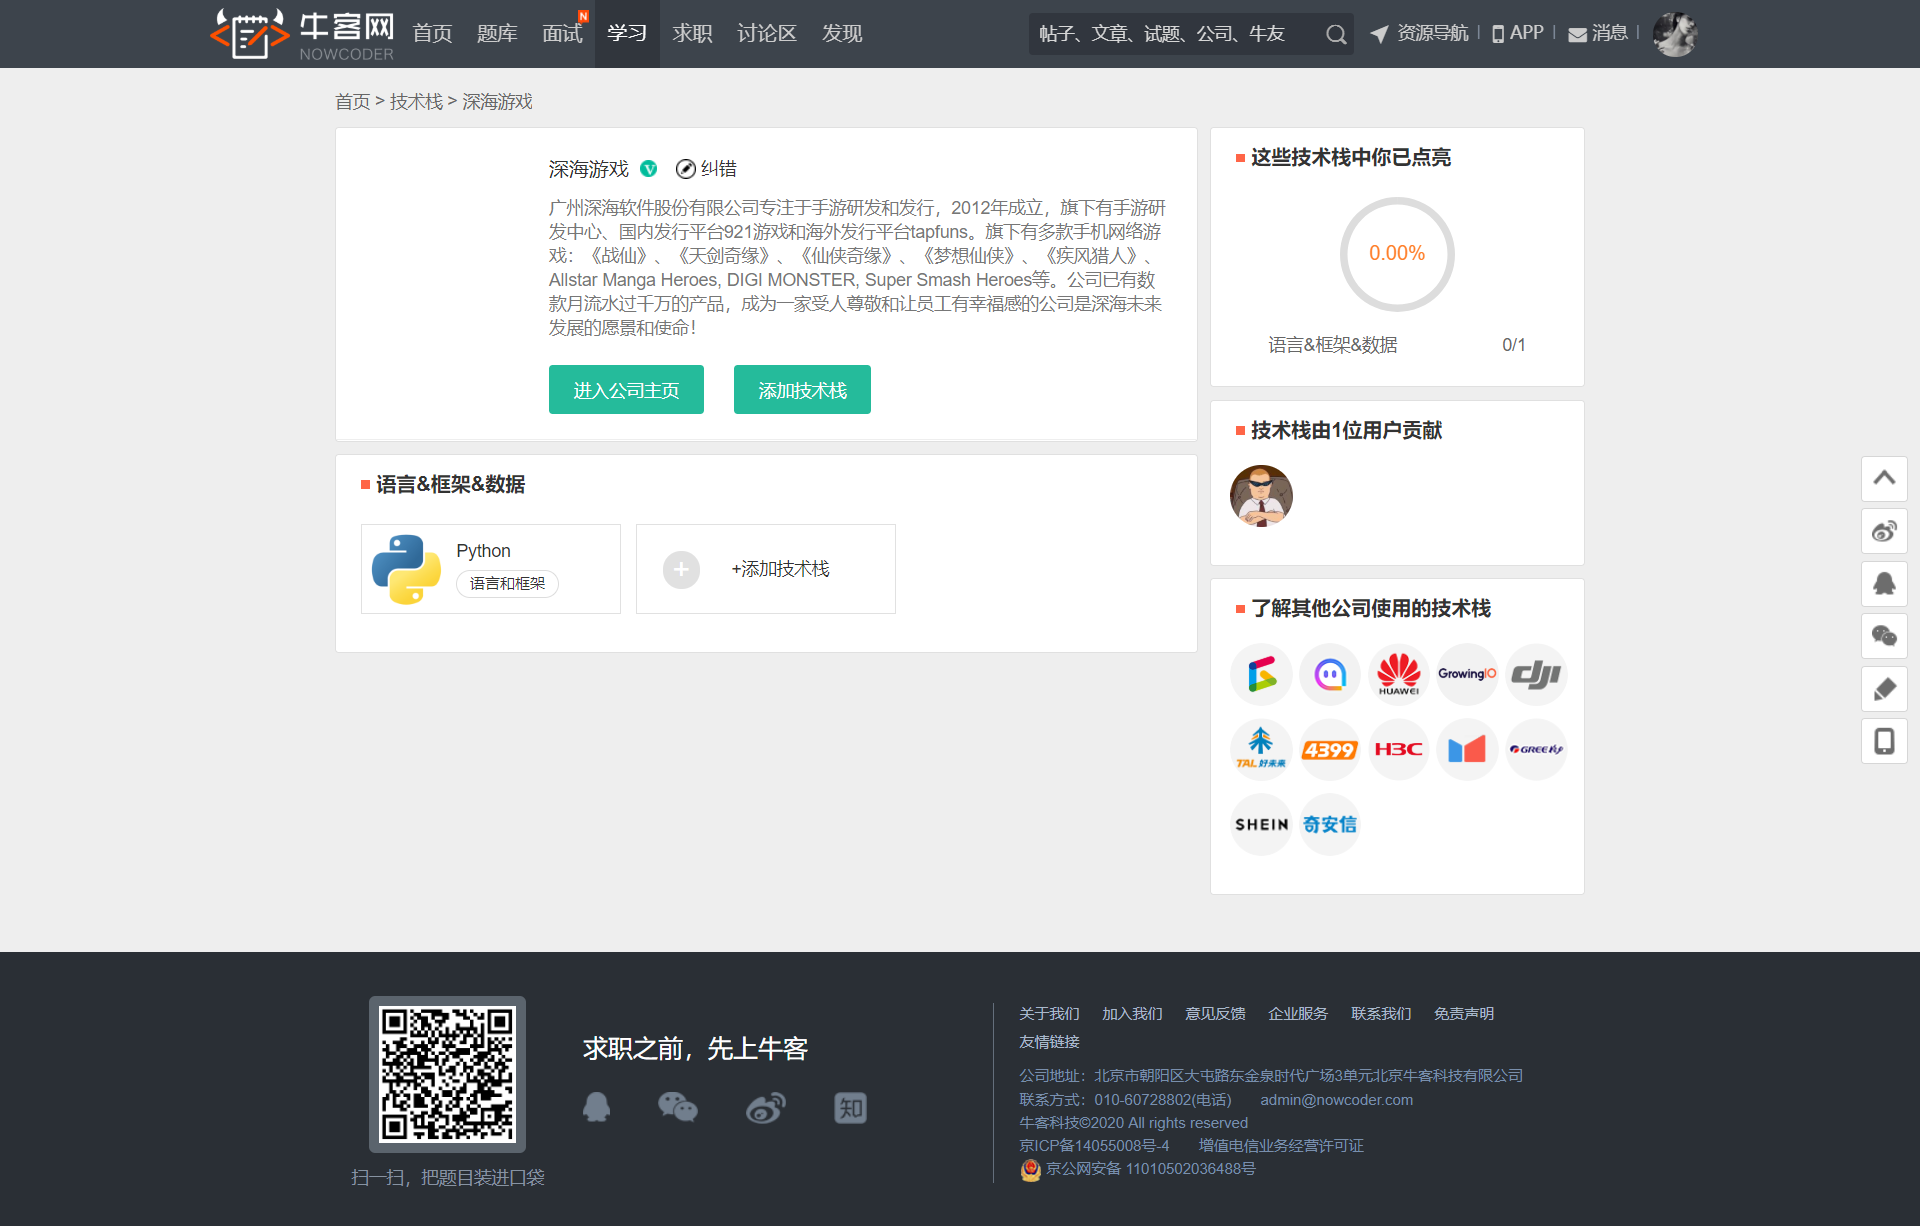 牛客网
NOWCODER
首页
题库
面试
N
学习
求职
讨论区
发现
帖子、文章、试题、公司、牛友
资源导航
APP
消息
首页 > 技术栈 > 深海游戏
深海游戏
V
纠错
广州深海软件股份有限公司专注于手游研发和发行，2012年成立，旗下有手游研
发中心、国内发行平台921游戏和海外发行平台tapfuns。旗下有多款手机网络游
戏：《战仙》、《天剑奇缘》、《仙侠奇缘》、《梦想仙侠》、《疾风猎人》、
Allstar Manga Heroes, DIGI MONSTER, Super Smash Heroes等。公司已有数
款月流水过千万的产品，成为一家受人尊敬和让员工有幸福感的公司是深海未来
发展的愿景和使命！
进入公司主页
添加技术栈
语言&框架&数据
Python
语言和框架
+添加技术栈
这些技术栈中你已点亮
0.00%
语言&框架&数据
0/1
技术栈由1位用户贡献
了解其他公司使用的技术栈
HUAWEI
GrowingIO
dji
TAL好未来
4399
H3C
GREE
SHEIN
奇安信
扫一扫，把题目装进口袋
求职之前，先上牛客
知
关于我们 加入我们 意见反馈 企业服务 联系我们 免责声明
友情链接
公司地址：北京市朝阳区大屯路东金泉时代广场3单元北京牛客科技有限公司
联系方式：010-60728802(电话) admin@nowcoder.com
牛客科技©2020 All rights reserved
京ICP备14055008号-4 增值电信业务经营许可证
京公网安备 11010502036488号